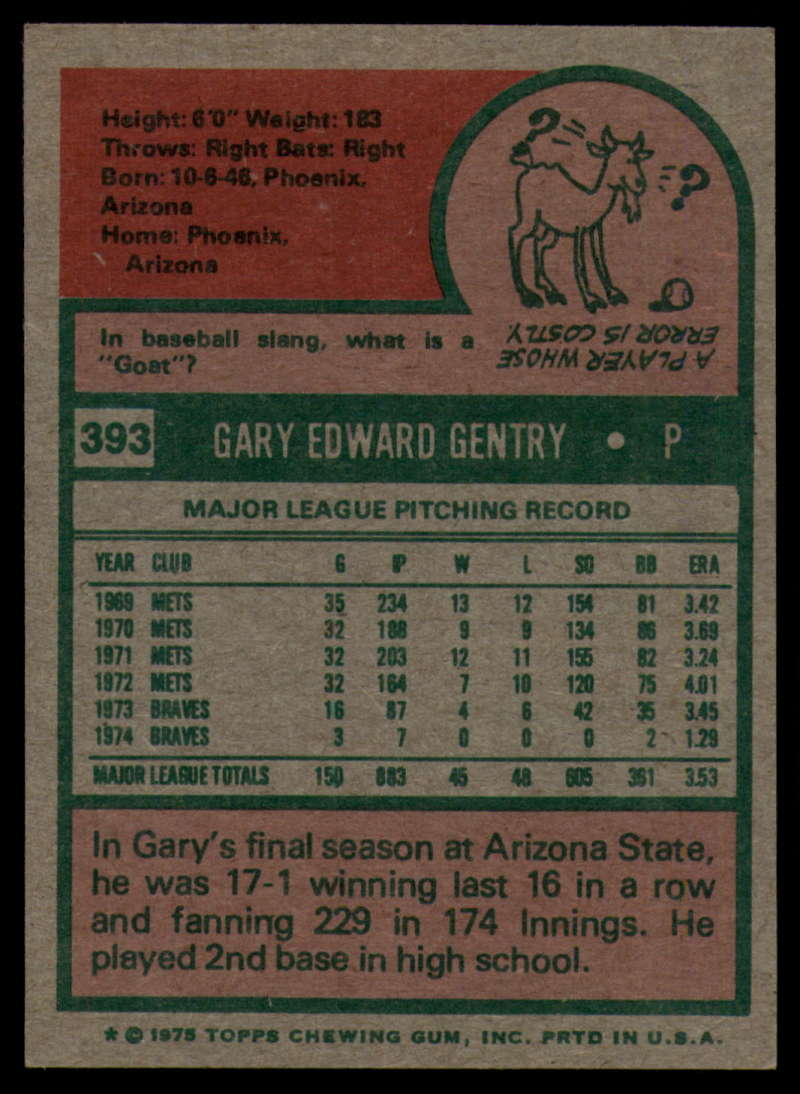 Height: 6'0" Weight: 183
Throws: Right Bats: Right
Born: 10-6-46, Phoenix,
Arizona
Home: Phoenix,
Arizona
? ?
In baseball slang, what is a
"Goat"?
A PLAYER WHOSE
ERROR IS COSTLY.
393 GARY EDWARD GENTRY • P
MAJOR LEAGUE PITCHING RECORD
YEAR CLUB G IP W L SO BB ERA
1969 METS 35 234 13 12 154 81 3.42
1970 METS 32 188 9 9 134 86 3.69
1971 METS 32 203 12 11 155 82 3.24
1972 METS 32 164 7 10 120 75 4.01
1973 BRAVES 16 87 4 6 42 35 3.45
1974 BRAVES 3 7 0 0 0 2 1.29
MAJOR LEAGUE TOTALS 150 883 45 48 605 361 3.53
In Gary's final season at Arizona State,
he was 17-1 winning last 16 in a row
and fanning 229 in 174 Innings. He
played 2nd base in high school.
* © 1975 TOPPS CHEWING GUM, INC. PRTD IN U.S.A.